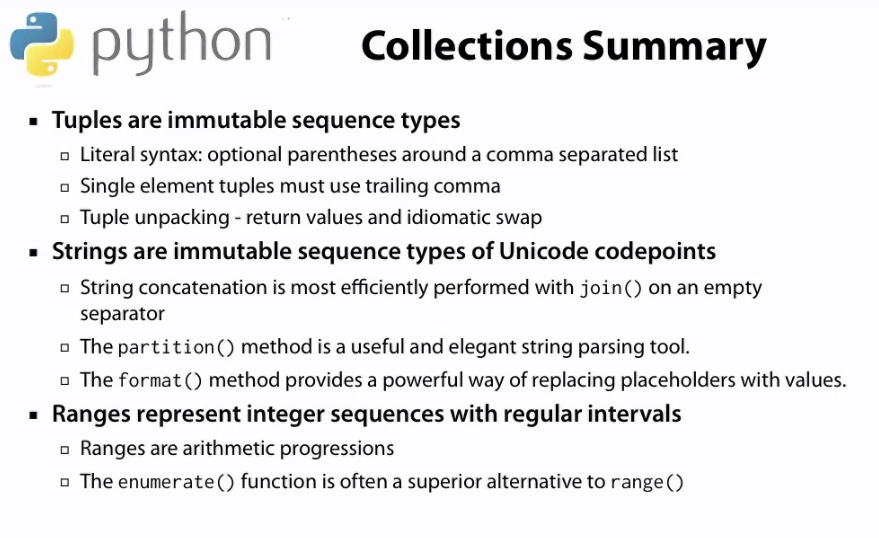 python
Collections Summary
Tuples are immutable sequence types
Literal syntax: optional parentheses around a comma separated list
Single element tuples must use trailing comma
Tuple unpacking - return values and idiomatic swap
Strings are immutable sequence types of Unicode codepoints
String concatenation is most efficiently performed with join() on an empty
separator
The partition() method is a useful and elegant string parsing tool.
The format() method provides a powerful way of replacing placeholders with values.
Ranges represent integer sequences with regular intervals
Ranges are arithmetic progressions
The enumerate() function is often a superior alternative to range()